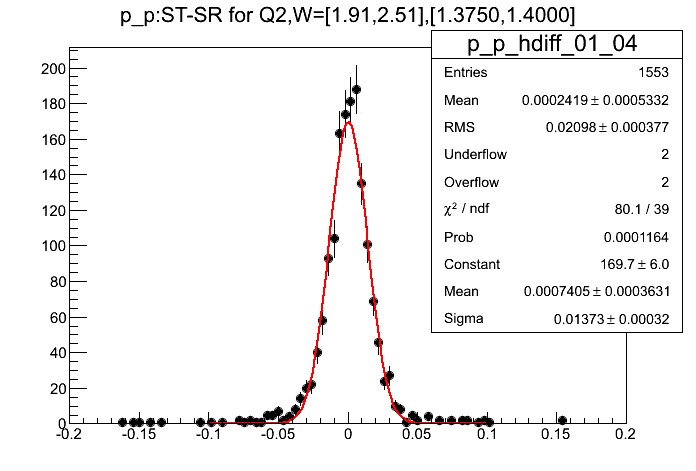 p_p:ST-SR for Q2,W=[1.91,2.51],[1.3750,1.4000]
p_p_hdiff_01_04
Entries 1553
Mean 0.0002419 ± 0.0005332
RMS 0.02098 ± 0.000377
Underflow 2
Overflow 2
χ² / ndf 80.1 / 39
Prob 0.0001164
Constant 169.7 ± 6.0
Mean 0.0007405 ± 0.0003631
Sigma 0.01373 ± 0.00032
200
180
160
140
120
100
80
60
40
20
0
-0.2 -0.15 -0.1 -0.05 0 0.05 0.1 0.15 0.2